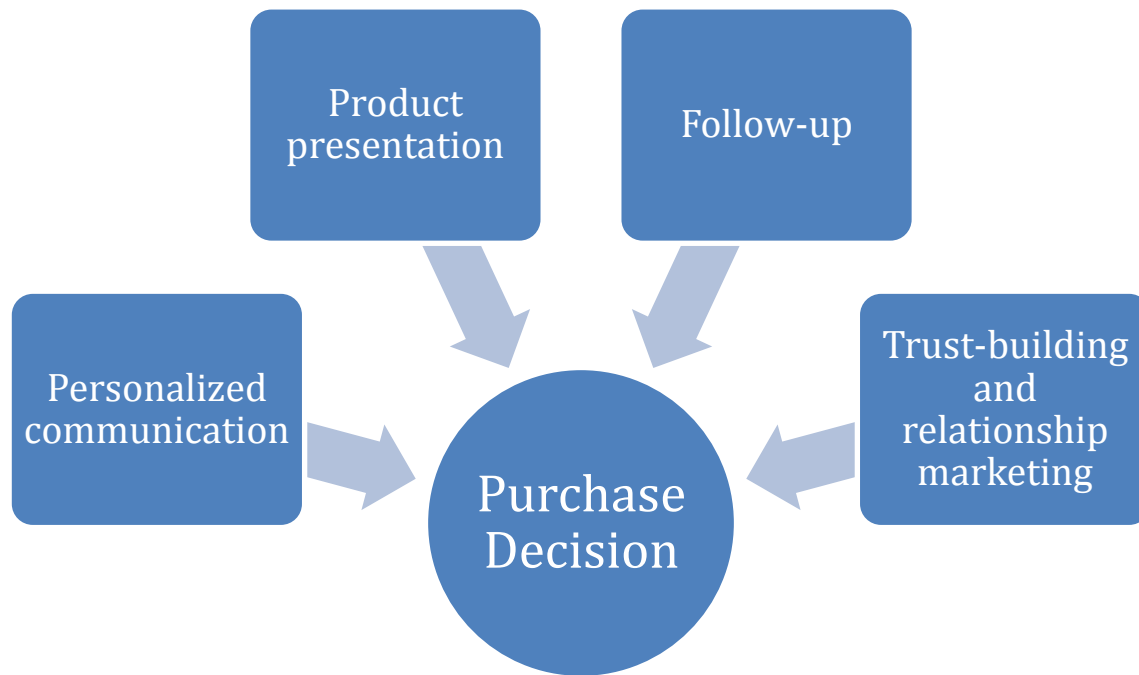 Product
presentation
Follow-up
Personalized
communication
Trust-building
and
relationship
marketing
Purchase
Decision